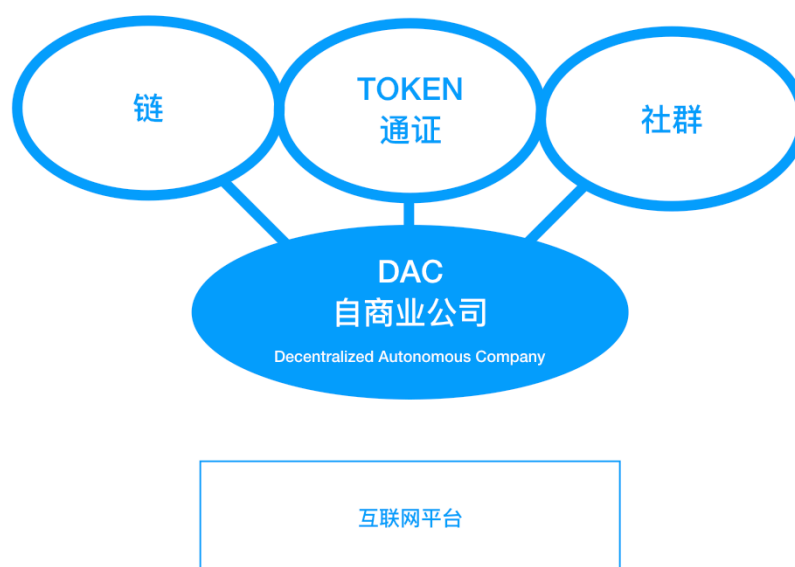 链
TOKEN
通证
社群
DAC
自商业公司
Decentralized Autonomous Company
互联网平台